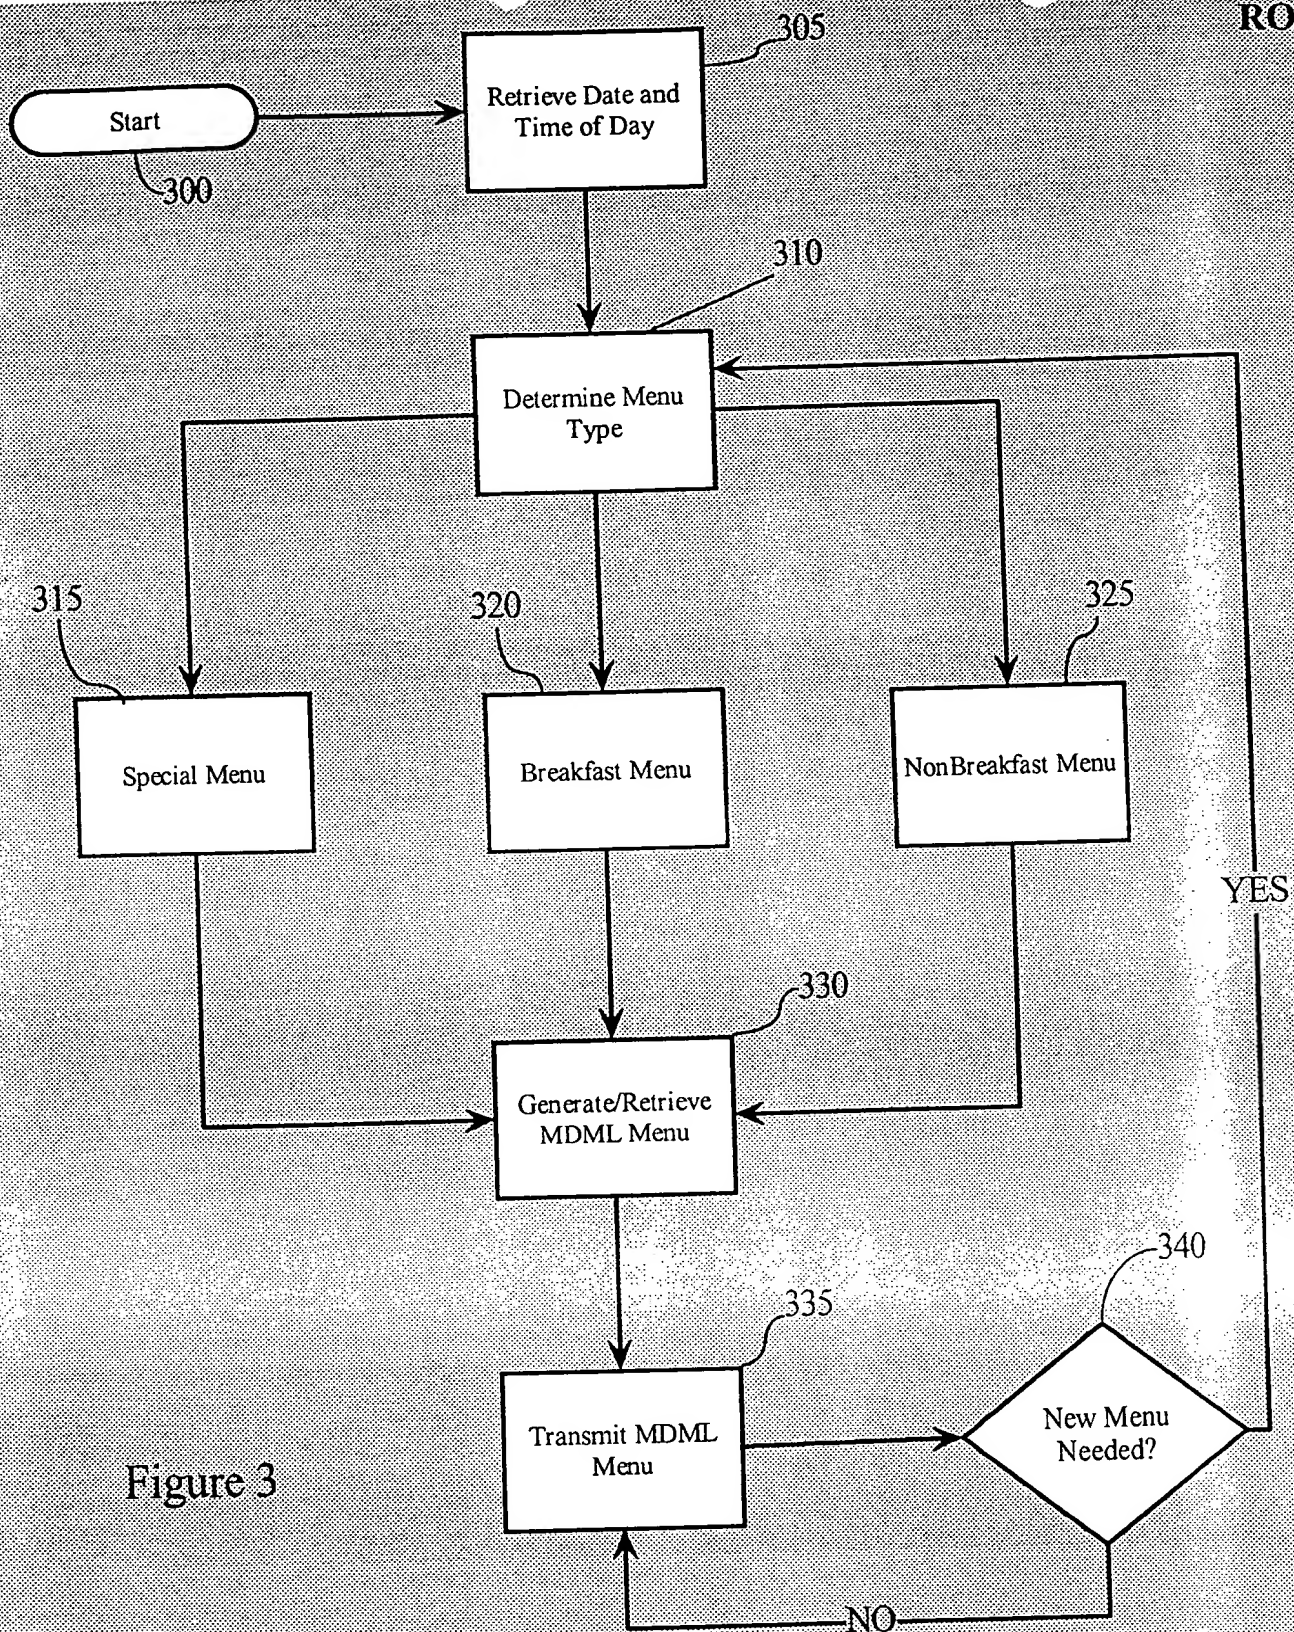 RO
305
Retrieve Date and
Time of Day
Start
300
310
Determine Menu
Type
315
320
325
Special Menu
Breakfast Menu
NonBreakfast Menu
YES
330
Generate/Retrieve
MDML Menu
340
335
New Menu
Needed?
Transmit MDML
Menu
Figure 3
NO